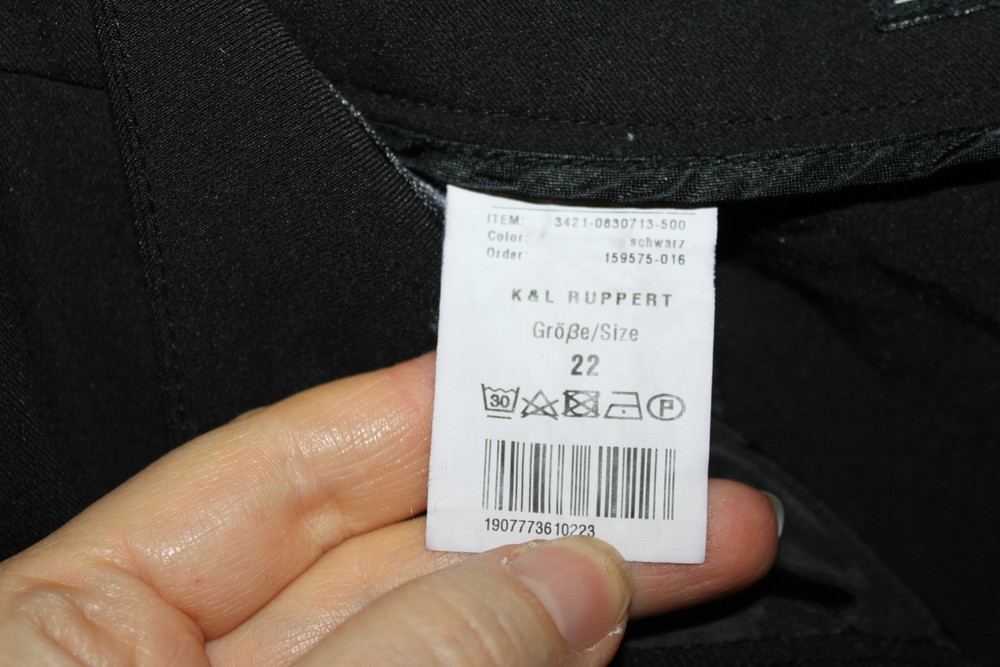 ITEM: 3421-0830713-500
Color: schwarz
Order: 159575-016
K&L RUPPERT
Größe/Size
22
30 P
1907773610223